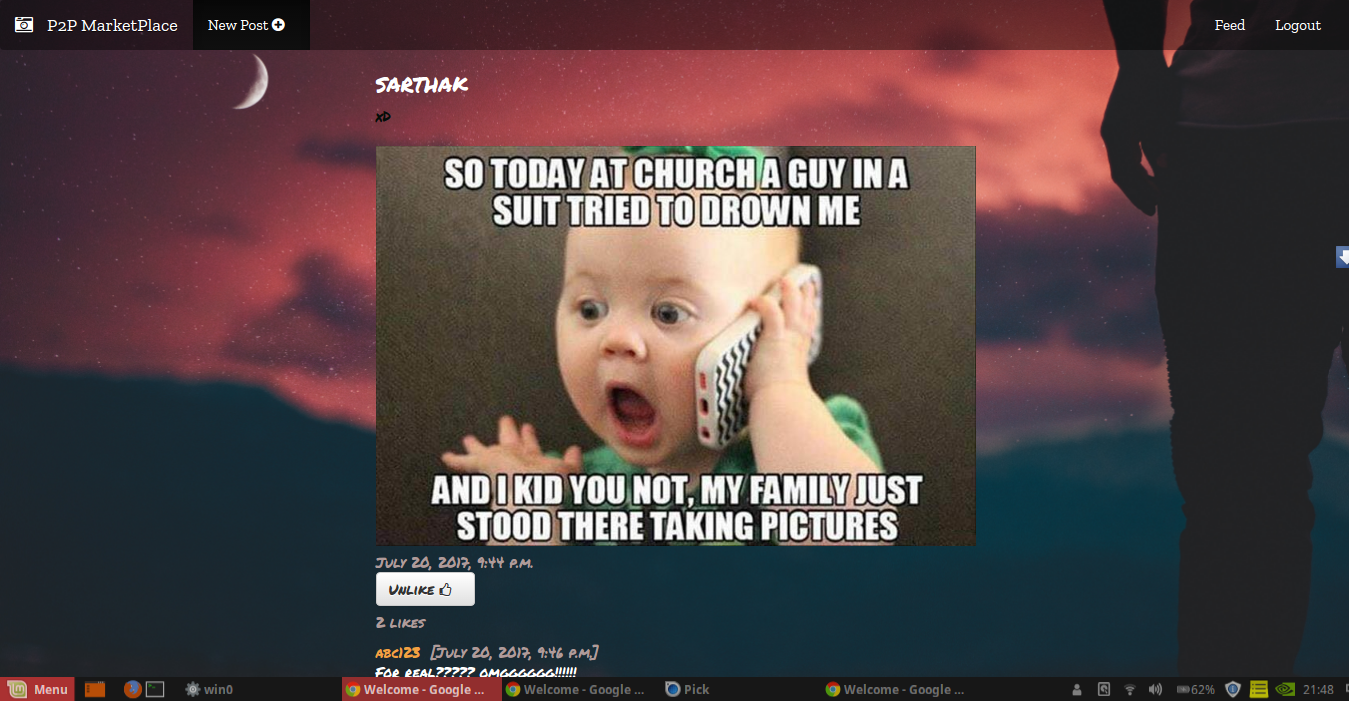 P2P MarketPlace
New Post
Feed
Logout
SARTHAK
xD
SO TODAY AT CHURCH A GUY IN A
SUIT TRIED TO DROWN ME
AND I KID YOU NOT, MY FAMILY JUST
STOOD THERE TAKING PICTURES
July 20, 2017, 9:44 p.m.
Unlike
2 likes
abc123 [July 20, 2017, 9:46 p.m.]
For real????? omgggggg!!!!!!
Menu
win0
Welcome - Google ...
Welcome - Google ...
Pick
Welcome - Google ...
62%
21:48